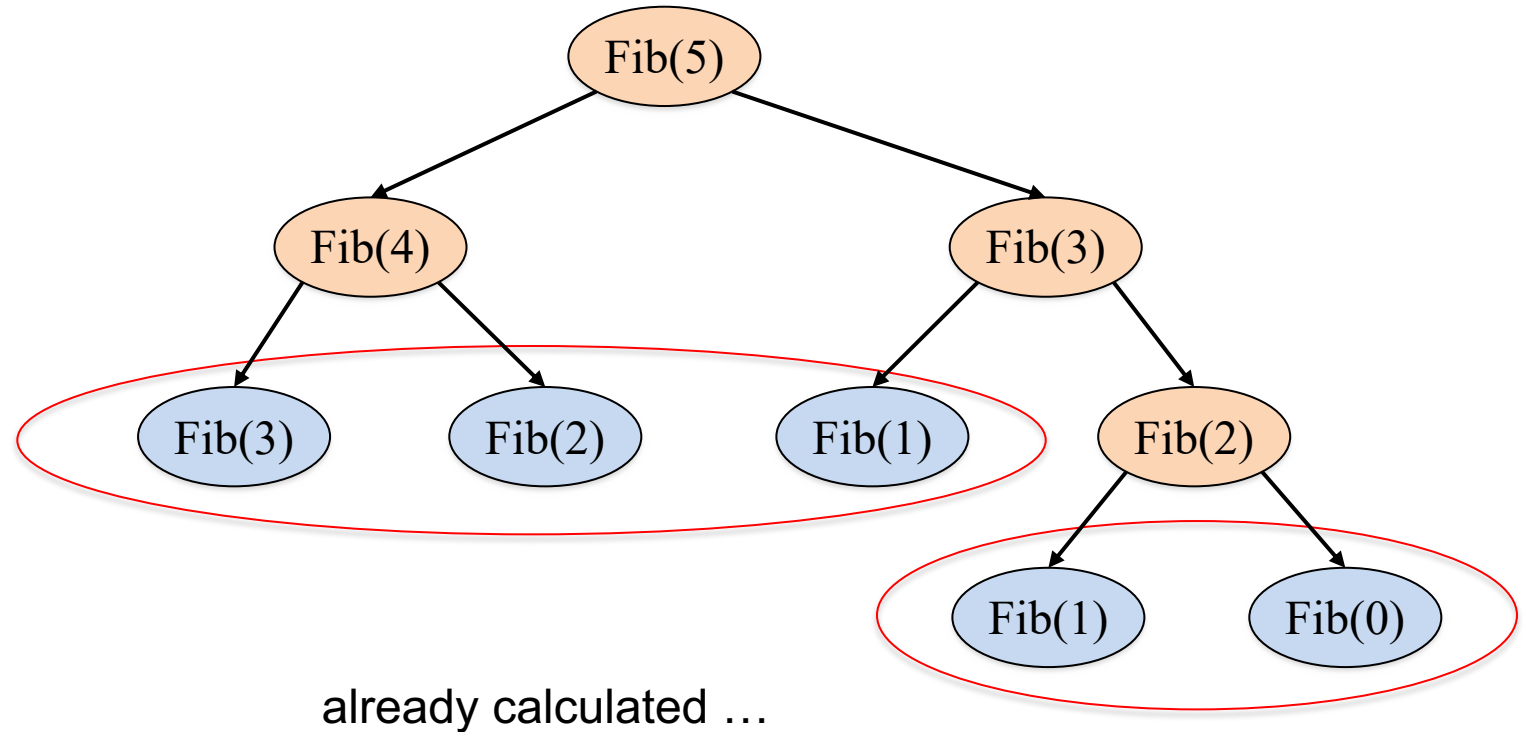 Fib(5)
Fib(4) Fib(3)
Fib(3) Fib(2) Fib(1) Fib(2)
Fib(1) Fib(0)
already calculated …